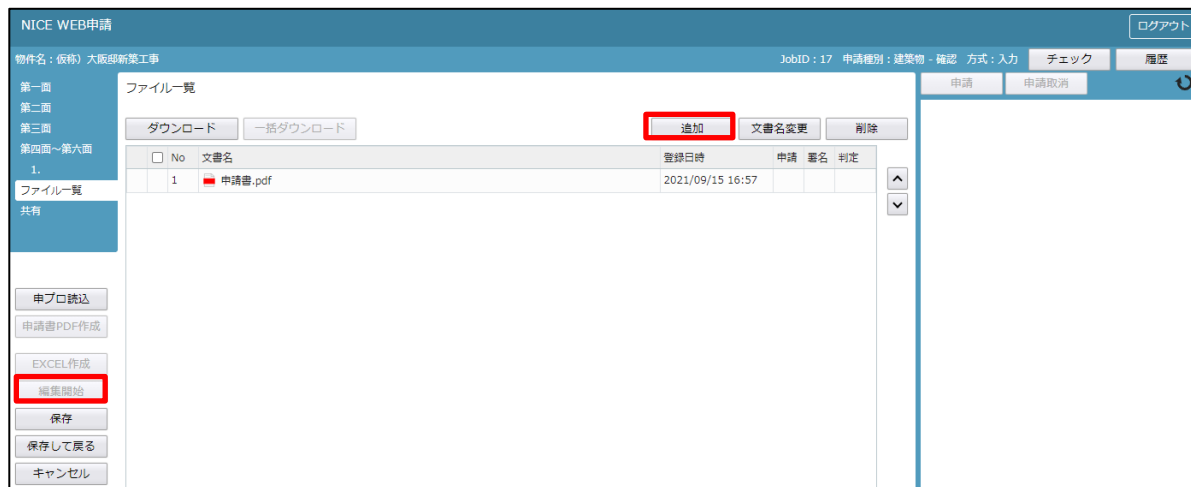 NICE WEB申請
ログアウト
物件名：仮称）大阪邸新築工事
JobID：17 申請種別：建築物 - 確認 方式：入力
チェック
履歴
第一面
第二面
第三面
第四面～第六面
1.
ファイル一覧
共有
ファイル一覧
申請
申請取消
ダウンロード
一括ダウンロード
追加
文書名変更
削除
No 文書名 登録日時 申請 署名 判定
1 申請書.pdf 2021/09/15 16:57
申プロ読込
申請書PDF作成
EXCEL作成
編集開始
保存
保存して戻る
キャンセル